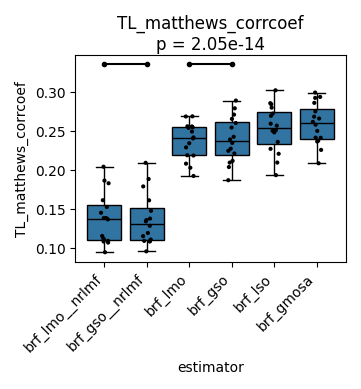 TL_matthews_corrcoef
p = 2.05e-14
TL_matthews_corrcoef
0.30
0.25
0.20
0.15
0.10
brf_lmo__nrlmf
brf_gso__nrlmf
brf_lmo
brf_gso
brf_lso
brf_gmosa
estimator